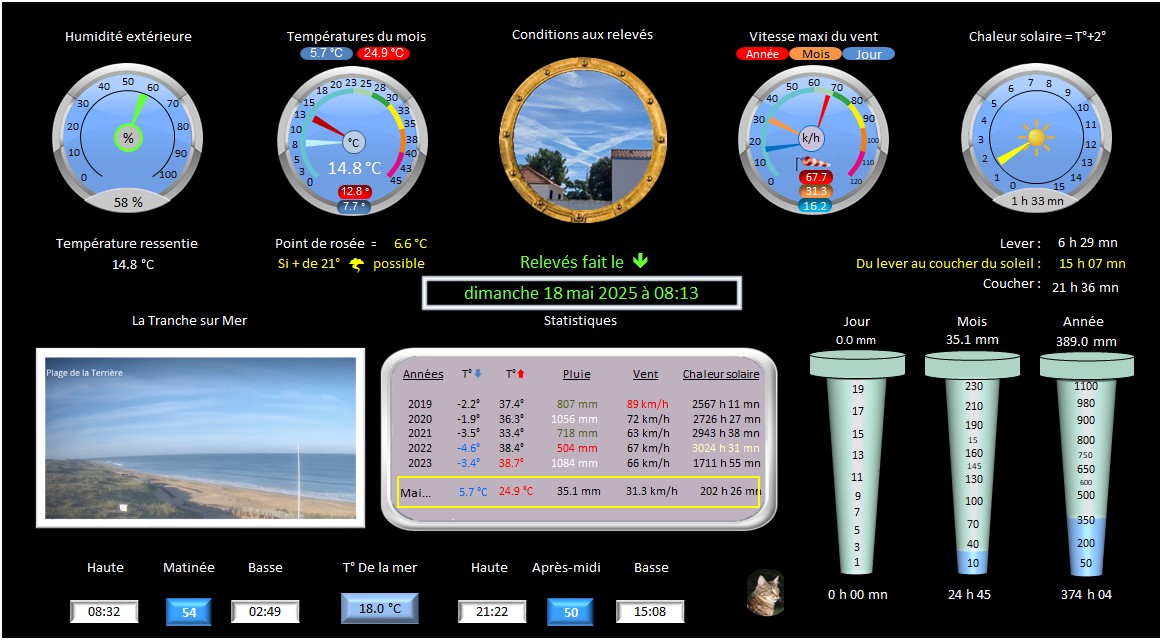 Humidité extérieure
Températures du mois
5.7 °C 24.9 °C
Conditions aux relevés
Vitesse maxi du vent
Année Mois Jour
Chaleur solaire = T°+2°
0 10 20 30 40 50 60 70 80 90 100
%
58 %
0 3 5 8 10 13 15 18 20 23 25 28 30 33 35 38 40 43 45
°C
14.8 °C
12.8 °
7.7 °
0 10 20 30 40 50 60 70 80 90 100 110 120
k/h
67.7
31.3
16.2
0 1 2 3 4 5 6 7 8 9 10 11 12 13 14 15
1 h 33 mn
Température ressentie
14.8 °C
Point de rosée = 6.6 °C
Si + de 21° possible
Relevés fait le
dimanche 18 mai 2025 à 08:13
Lever : 6 h 29 mn
Du lever au coucher du soleil : 15 h 07 mn
Coucher : 21 h 36 mn
La Tranche sur Mer
Plage de la Terrière
Statistiques
Années T° T° Pluie Vent Chaleur solaire
2019 -2.2° 37.4° 807 mm 89 km/h 2567 h 11 mn
2020 -1.9° 36.3° 1056 mm 72 km/h 2726 h 27 mn
2021 -3.5° 33.4° 718 mm 63 km/h 2943 h 38 mn
2022 -4.6° 38.4° 504 mm 67 km/h 3024 h 31 mn
2023 -3.4° 38.7° 1084 mm 66 km/h 1711 h 55 mn
Mai... 5.7 °C 24.9 °C 35.1 mm 31.3 km/h 202 h 26 mn
Jour
0.0 mm
19
17
15
13
11
9
7
5
3
1
0 h 00 mn
Mois
35.1 mm
230
210
190
15
160
145
130
100
70
40
10
24 h 45
Année
389.0 mm
1100
980
900
800
750
650
600
500
350
200
50
374 h 04
Haute Matinée Basse
08:32 54 02:49
T° De la mer
18.0 °C
Haute Après-midi Basse
21:22 50 15:08